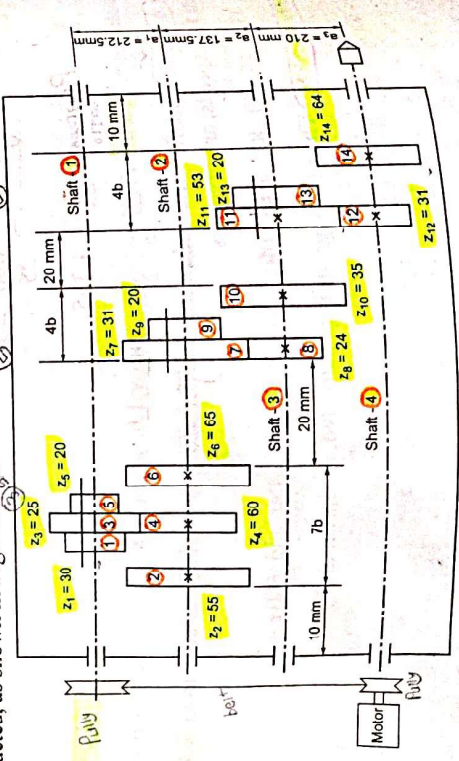 a₁ = 212.5mm
a₂ = 137.5mm
a₃ = 210 mm
10 mm
4b
20 mm
4b
20 mm
7b
10 mm
Shaft - 1
Shaft - 2
Shaft - 3
Shaft - 4
z₁ = 30
z₃ = 25
z₅ = 20
z₂ = 55
z₄ = 60
z₆ = 65
z₇ = 31
z₉ = 20
z₈ = 24
z₁₀ = 35
z₁₁ = 53
z₁₃ = 20
z₁₂ = 31
z₁₄ = 64
1
3
5
2
4
6
7
9
8
10
11
13
12
14
Pully
belt
Motor
Pully